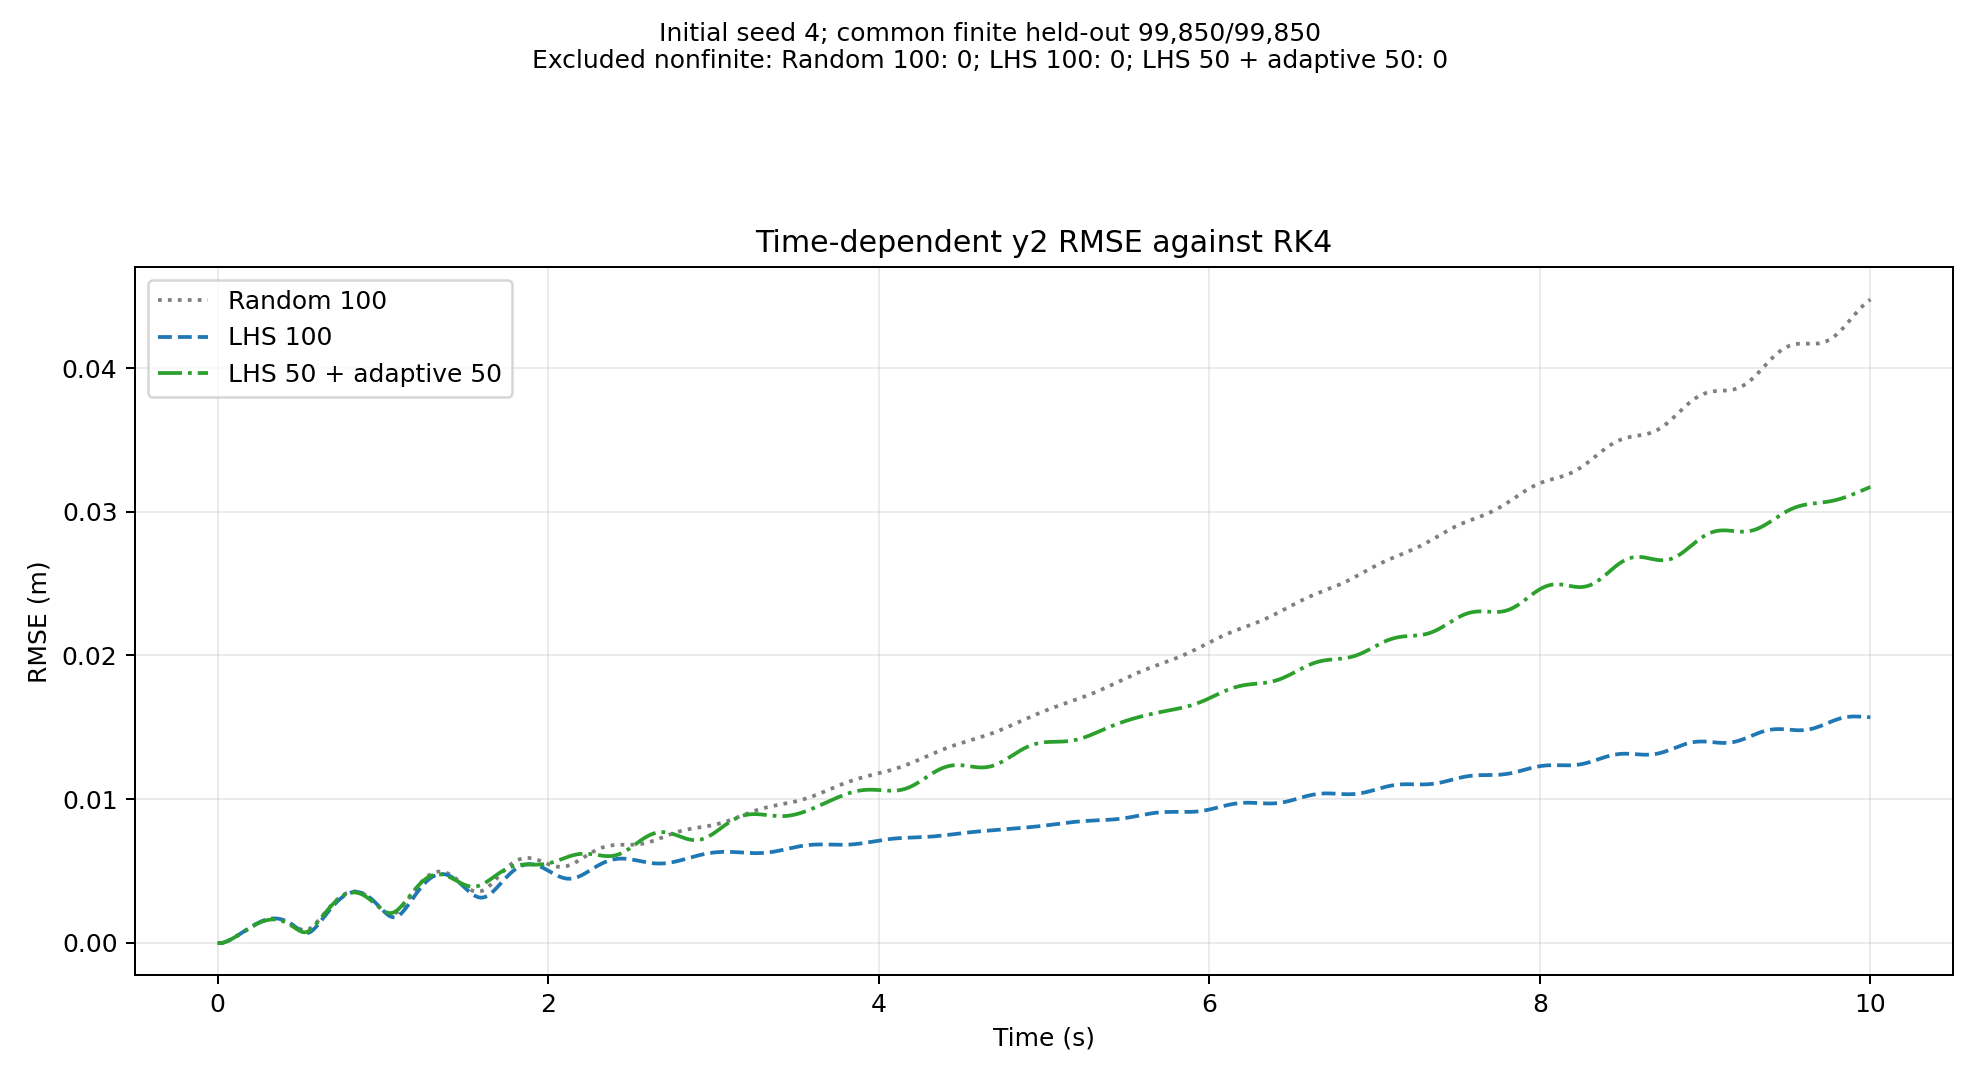 Initial seed 4; common finite held-out 99,850/99,850
Excluded nonfinite: Random 100: 0; LHS 100: 0; LHS 50 + adaptive 50: 0
Time-dependent y2 RMSE against RK4
Random 100
LHS 100
LHS 50 + adaptive 50
RMSE (m)
0.04
0.03
0.02
0.01
0.00
0 2 4 6 8 10
Time (s)